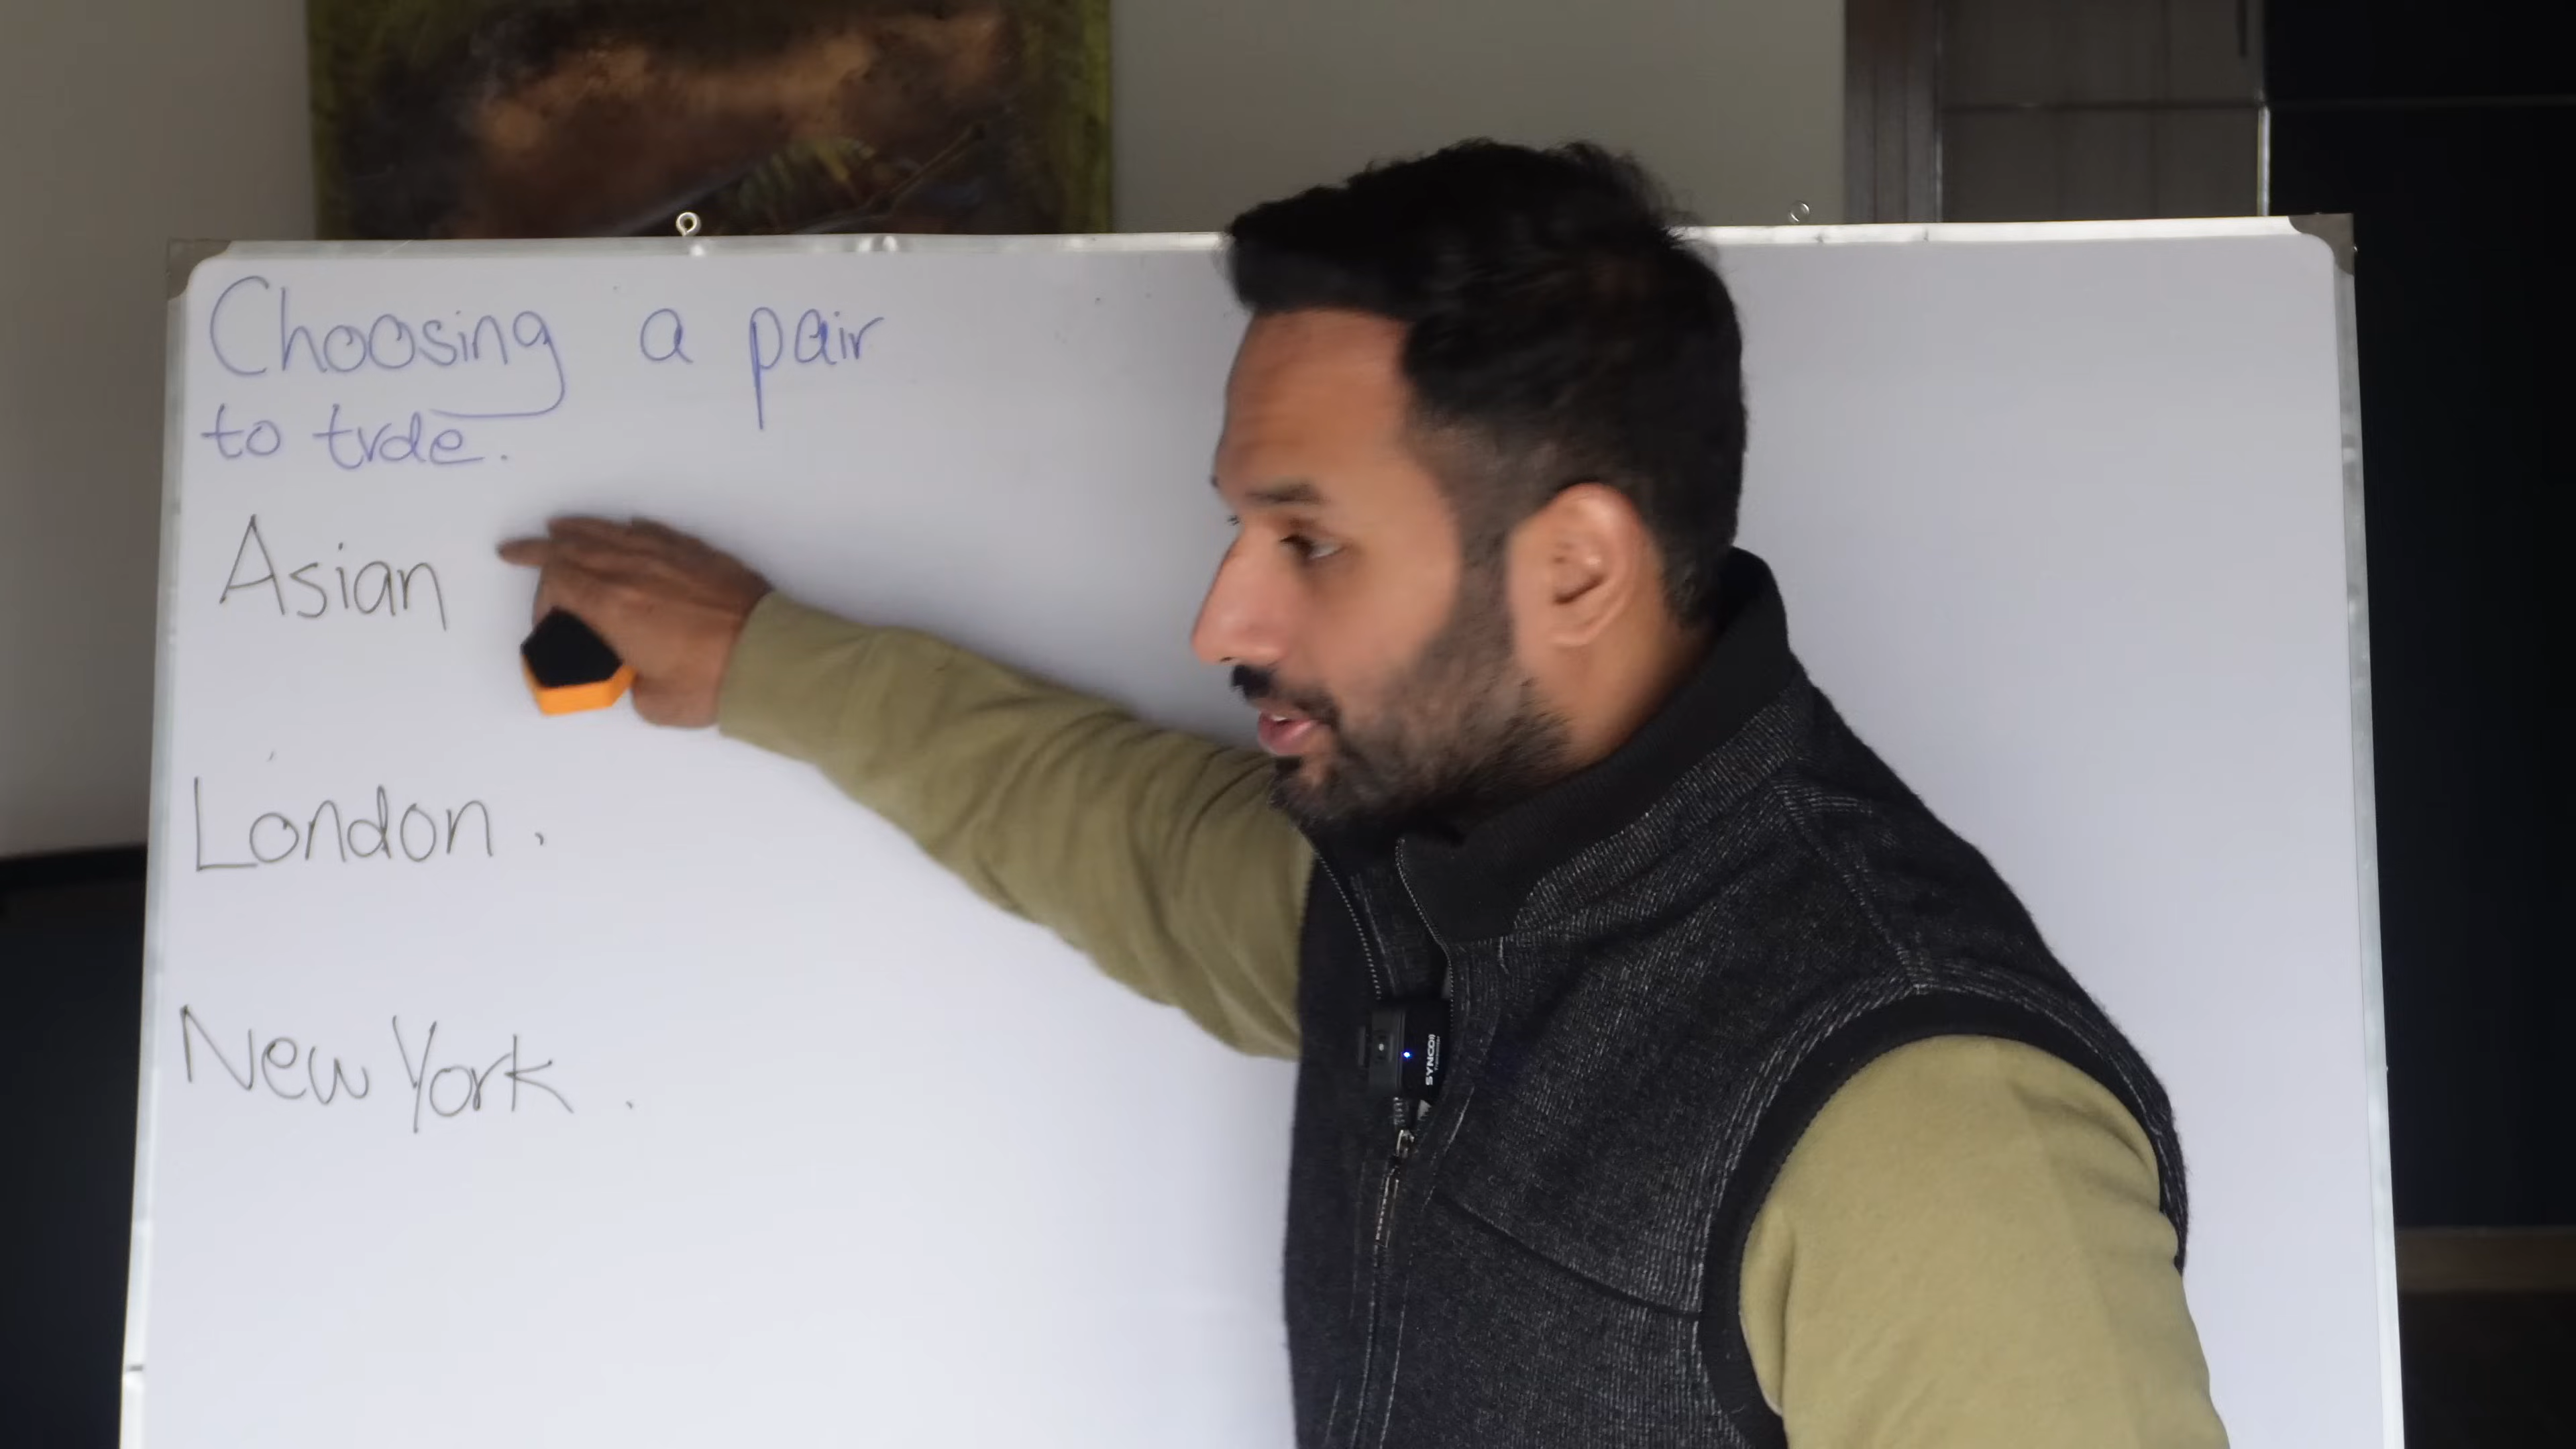 Choosing a pair
to trde.
Asian
London.
New York.
SYNCO